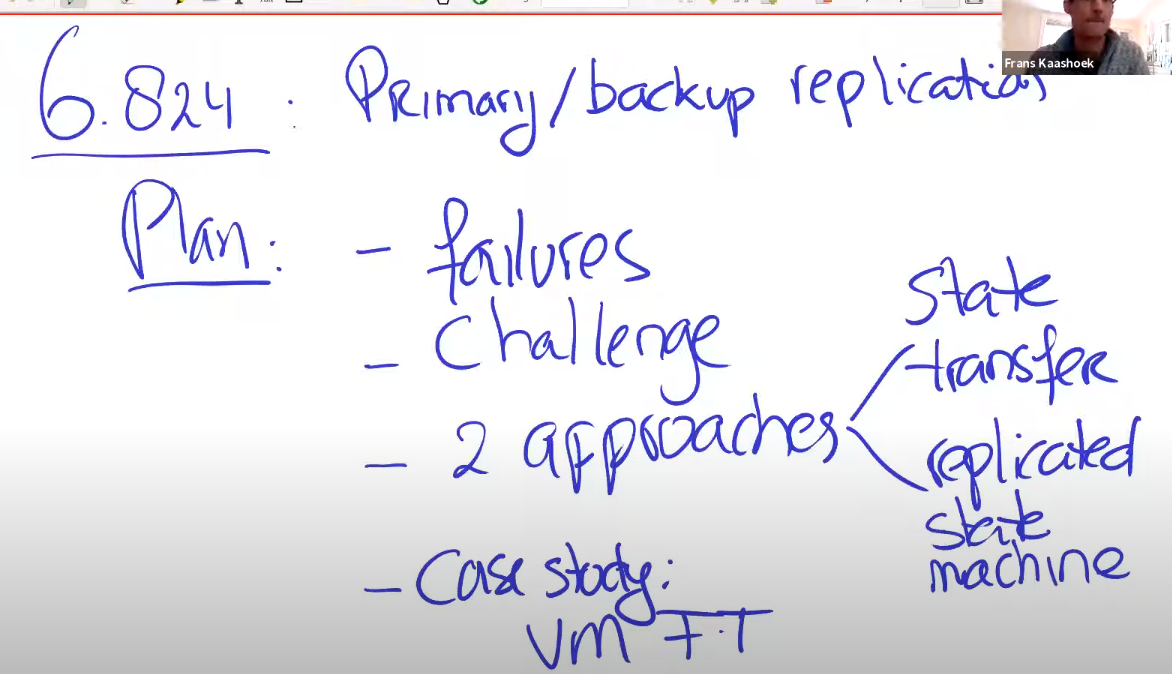 6.824 : Primary/backup replication
Frans Kaashoek
Plan:
- failures
- Challenge
- 2 approaches
state
transfer
replicated
state
machine
- Case study:
VM F.T